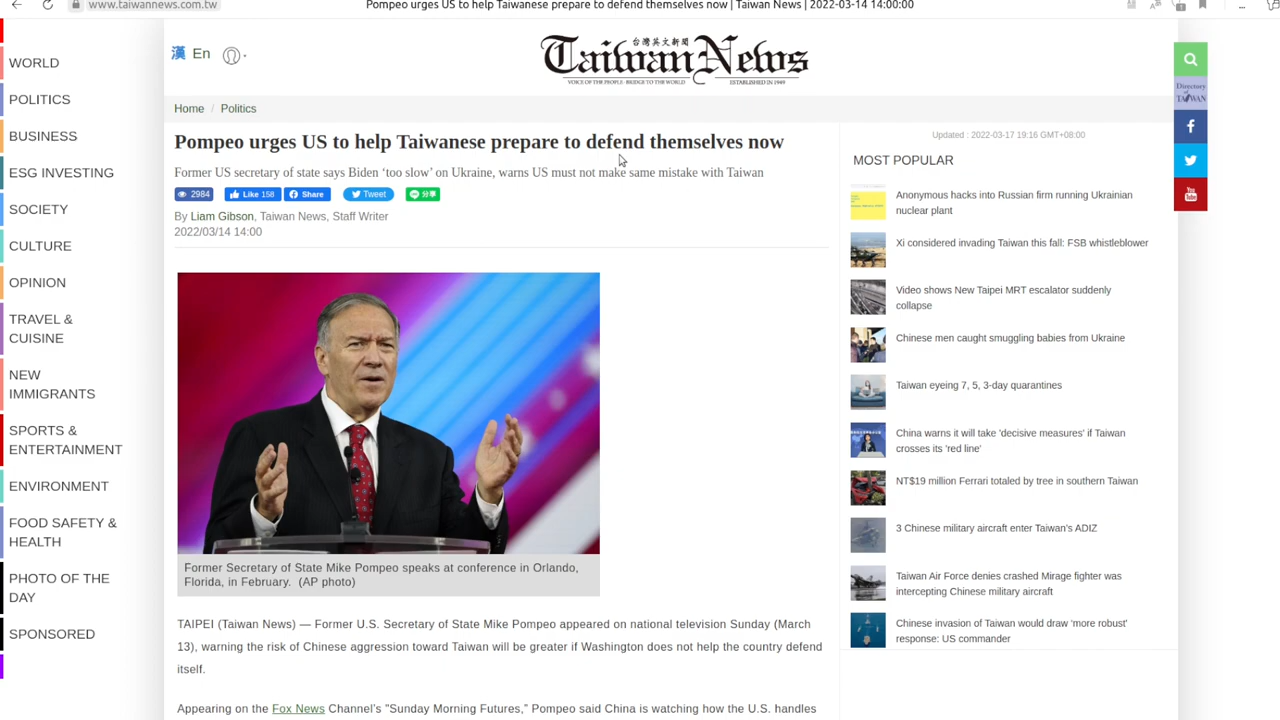 www.taiwannews.com.tw
Pompeo urges US to help Taiwanese prepare to defend themselves now | Taiwan News | 2022-03-14 14:00:00
漢 En
台灣英文新聞
Taiwan News
VOICE OF THE PEOPLE · BRIDGE TO THE WORLD
ESTABLISHED IN 1949
WORLD
POLITICS
BUSINESS
ESG INVESTING
SOCIETY
CULTURE
OPINION
TRAVEL &
CUISINE
NEW
IMMIGRANTS
SPORTS &
ENTERTAINMENT
ENVIRONMENT
FOOD SAFETY &
HEALTH
PHOTO OF THE
DAY
SPONSORED
Home / Politics
Pompeo urges US to help Taiwanese prepare to defend themselves now
Former US secretary of state says Biden ‘too slow’ on Ukraine, warns US must not make same mistake with Taiwan
2984 Like 158 Share Tweet 分享
By Liam Gibson, Taiwan News, Staff Writer
2022/03/14 14:00
Former Secretary of State Mike Pompeo speaks at conference in Orlando,
Florida, in February. (AP photo)
TAIPEI (Taiwan News) — Former U.S. Secretary of State Mike Pompeo appeared on national television Sunday (March
13), warning the risk of Chinese aggression toward Taiwan will be greater if Washington does not help the country defend
itself.
Appearing on the Fox News Channel's "Sunday Morning Futures," Pompeo said China is watching how the U.S. handles
Updated : 2022-03-17 19:16 GMT+08:00
MOST POPULAR
Anonymous hacks into Russian firm running Ukrainian
nuclear plant
Xi considered invading Taiwan this fall: FSB whistleblower
Video shows New Taipei MRT escalator suddenly
collapse
Chinese men caught smuggling babies from Ukraine
Taiwan eyeing 7, 5, 3-day quarantines
China warns it will take 'decisive measures' if Taiwan
crosses its 'red line'
NT$19 million Ferrari totaled by tree in southern Taiwan
3 Chinese military aircraft enter Taiwan's ADIZ
Taiwan Air Force denies crashed Mirage fighter was
intercepting Chinese military aircraft
Chinese invasion of Taiwan would draw 'more robust'
response: US commander
Directory
of
TAIWAN
You
Tube